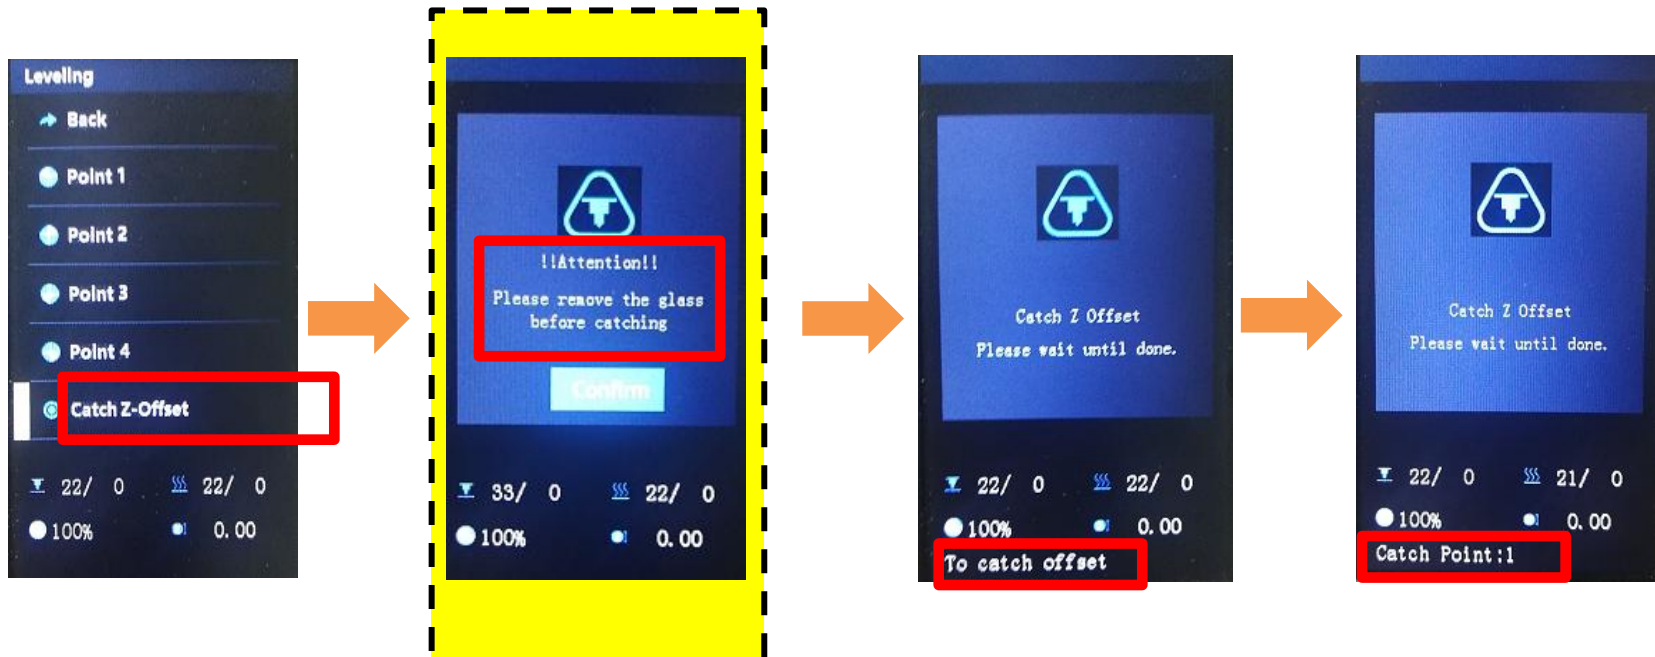 Leveling
Back
Point 1
Point 2
Point 3
Point 4
Catch Z-Offset
22/ 0 22/ 0
100% 0.00
!!Attention!!
Please remove the glass
before catching
Confirm
33/ 0 22/ 0
100% 0.00
Catch Z Offset
Please wait until done.
22/ 0 22/ 0
100% 0.00
To catch offset
Catch Z Offset
Please wait until done.
22/ 0 21/ 0
100% 0.00
Catch Point:1